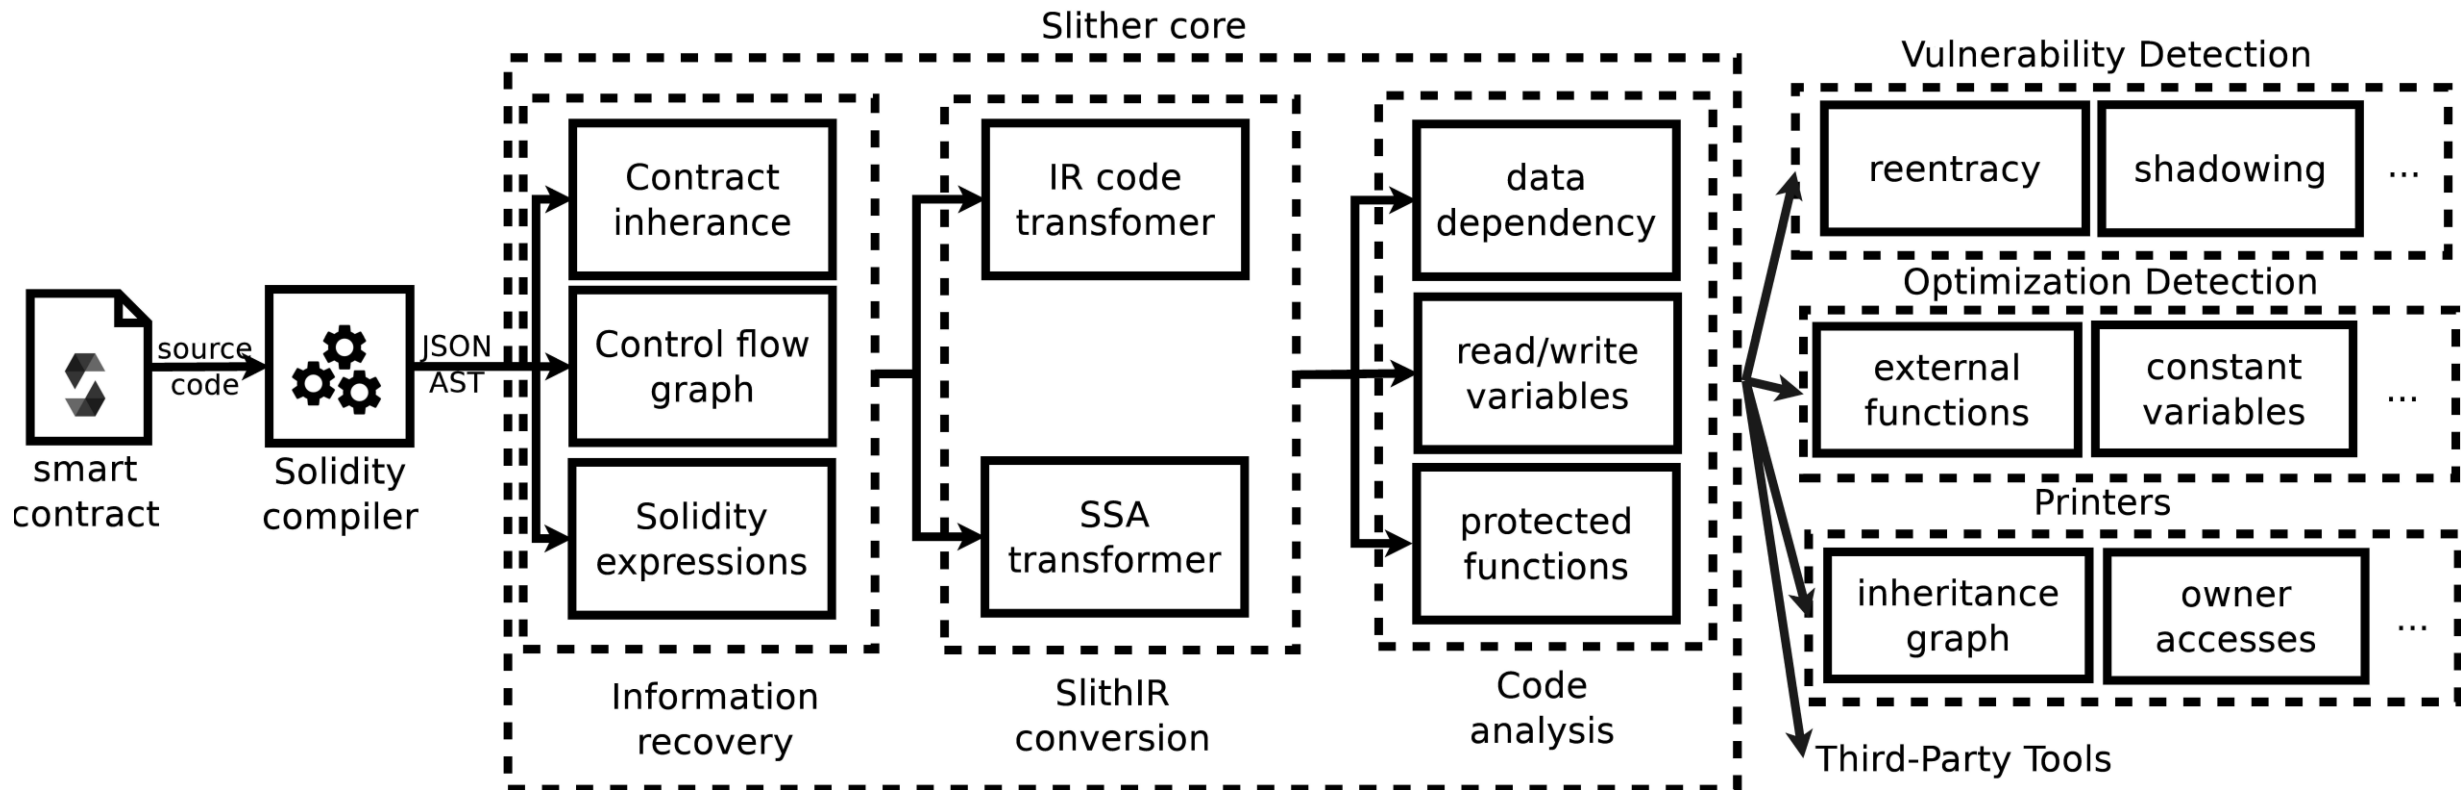 Slither core
smart
contract
source
code
Solidity
compiler
JSON
AST
Contract
inherance
Control flow
graph
Solidity
expressions
Information
recovery
IR code
transfomer
SSA
transformer
SlithIR
conversion
data
dependency
read/write
variables
protected
functions
Code
analysis
Vulnerability Detection
reentracy
shadowing
...
Optimization Detection
external
functions
constant
variables
...
Printers
inheritance
graph
owner
accesses
...
Third-Party Tools